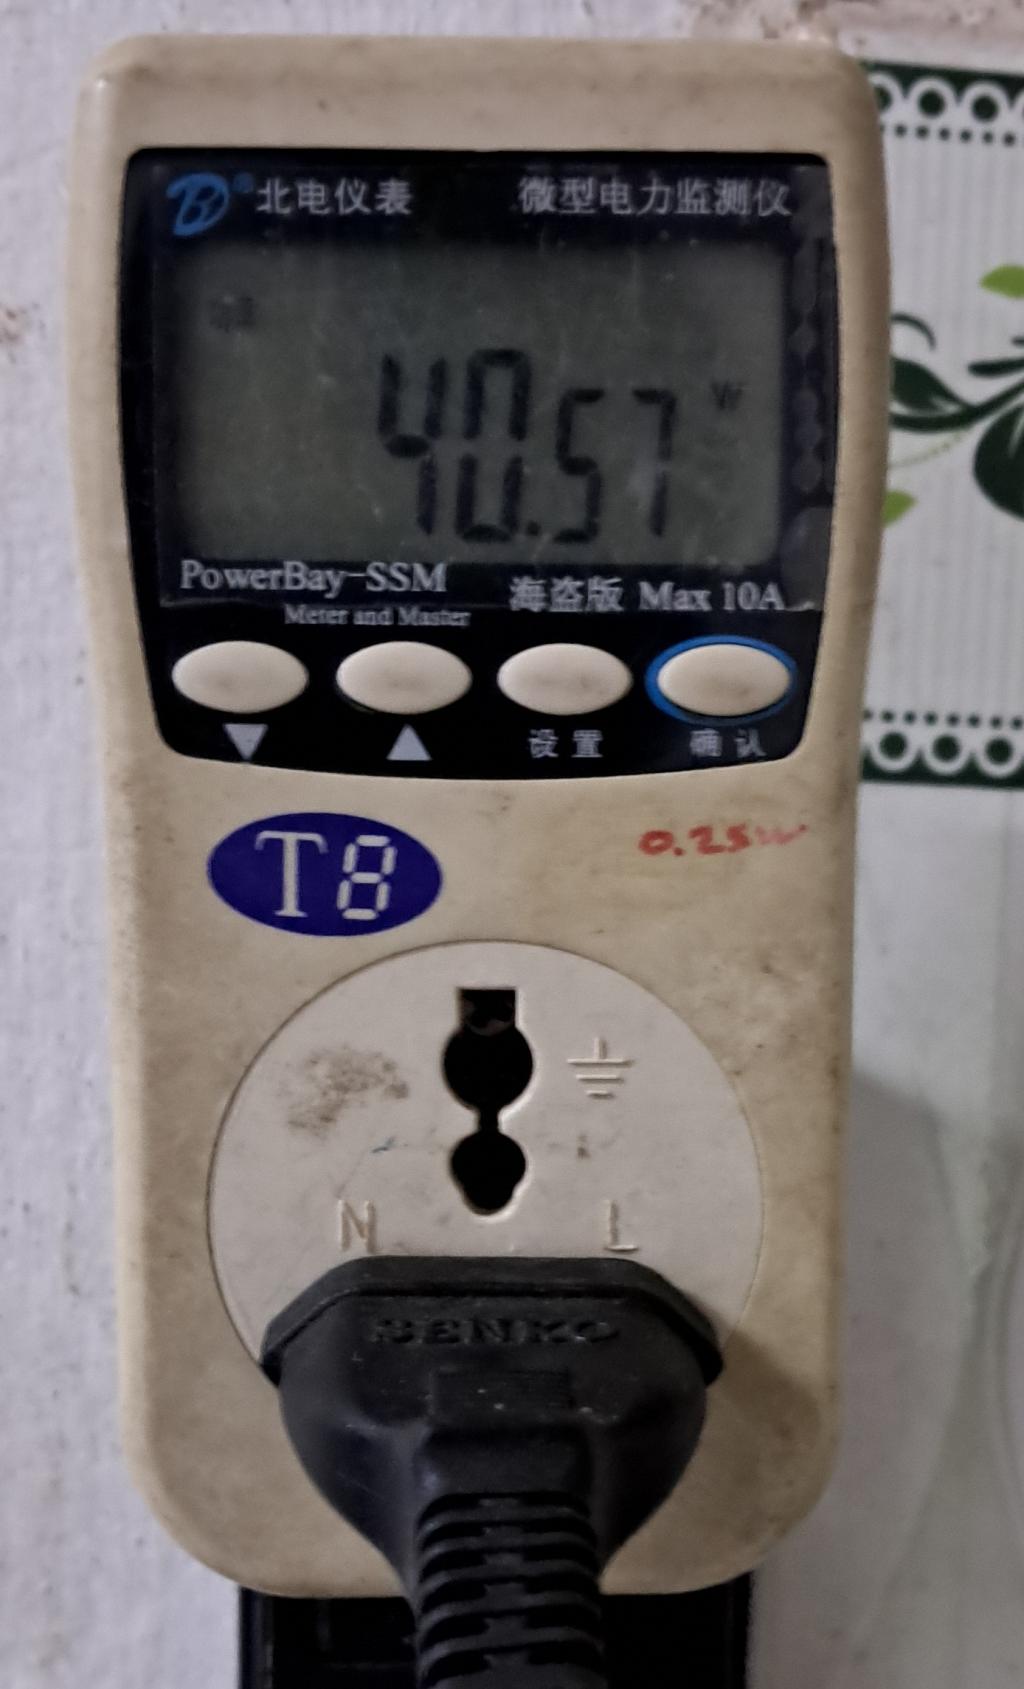 B® 北电仪表 微型电力监测仪
40.57 W
PowerBay-SSM
Meter and Master
海盗版 Max 10A
▼ ▲ 设置 确认
T8
0.25w
N L
SENKO